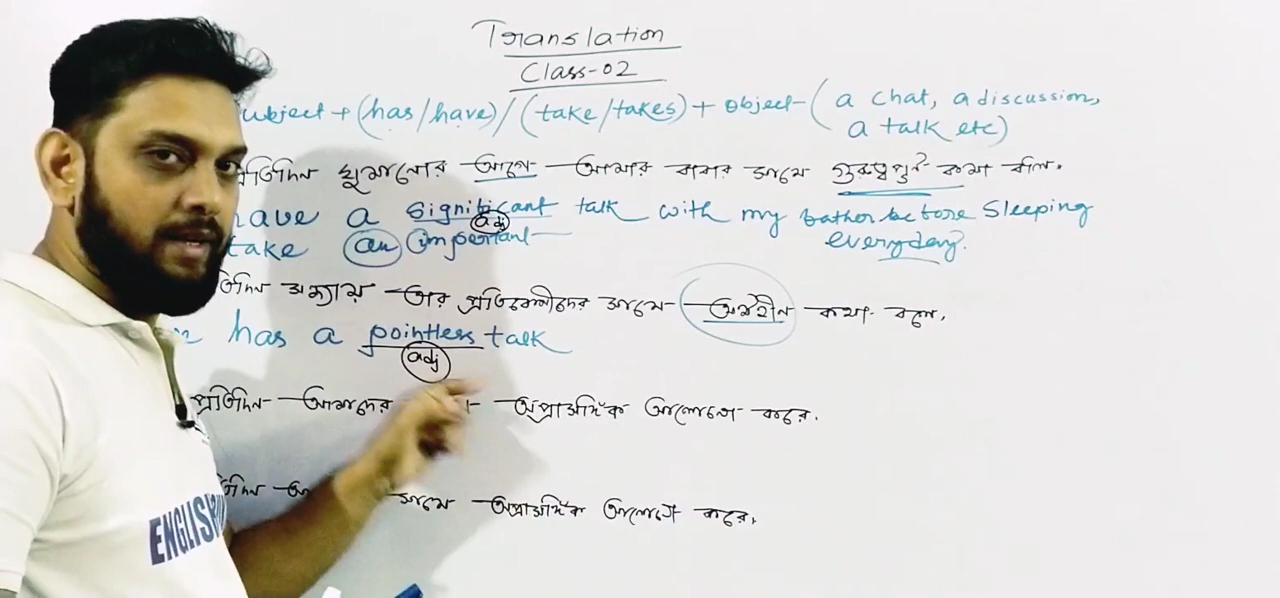 Translation
Class-02
ubject + (has/have)/(take/takes) + object-(a chat, a discussion,
a talk etc)
প্রতিদিন ঘুমানোর আগে আমার বাবার সাথে গুরুত্বপূর্ণ কথা বলি।
have a significant talk with my father before sleeping
adj
take an important
everyday.
তিদিন সন্ধ্যায় তার প্রতিবেশীদের সাথে অর্থহীন কথা বলে।
has a pointless talk
adj
প্রতিদিন আমাদের অপ্রাসঙ্গিক আলোচনা করে।
তিদিন সাথে অপ্রাসঙ্গিক আলোচনা করে।
ENGLISH